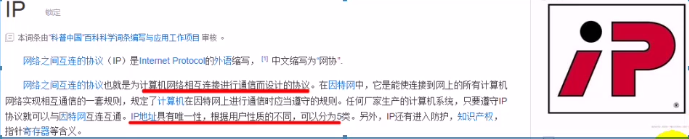 IP 锁定
本词条由“科普中国”百科科学词条编写与应用工作项目 审核。
网络之间互连的协议（IP）是Internet Protocol的外语缩写，[1] 中文缩写为“网协”.
网络之间互连的协议也就是为计算机网络相互连接进行通信而设计的协议。在因特网中，它是能使连接到网上的所有计算机
网络实现相互通信的一套规则，规定了计算机在因特网上进行通信时应当遵守的规则。任何厂家生产的计算机系统，只要遵守IP
协议就可以与因特网互连互通。IP地址具有唯一性，根据用户性质的不同，可以分为5类。另外，IP还有进入防护，知识产权，
指针寄存器等含义。
iP